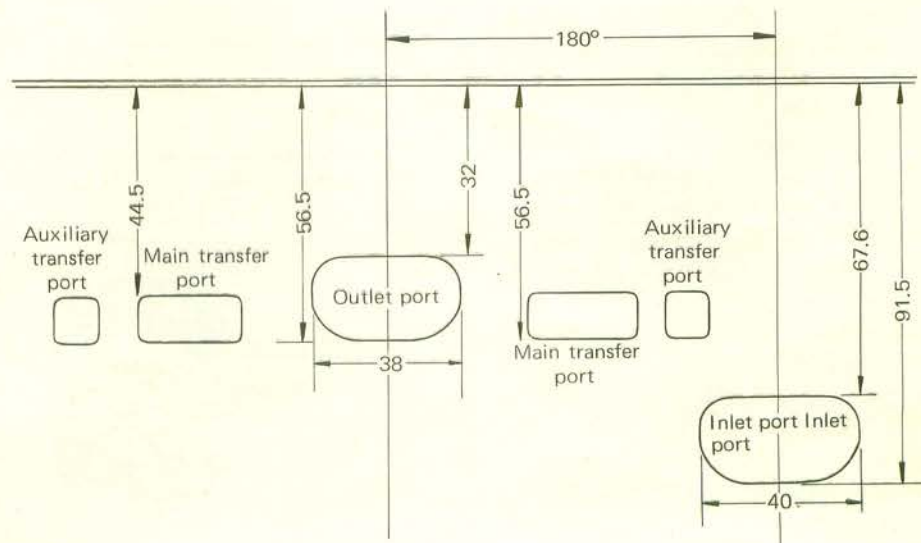 180°
44.5
56.5
32
56.5
67.6
91.5
Auxiliary
transfer
port
Main transfer
port
Outlet port
Auxiliary
transfer
port
Main transfer
port
38
Inlet port Inlet
port
40